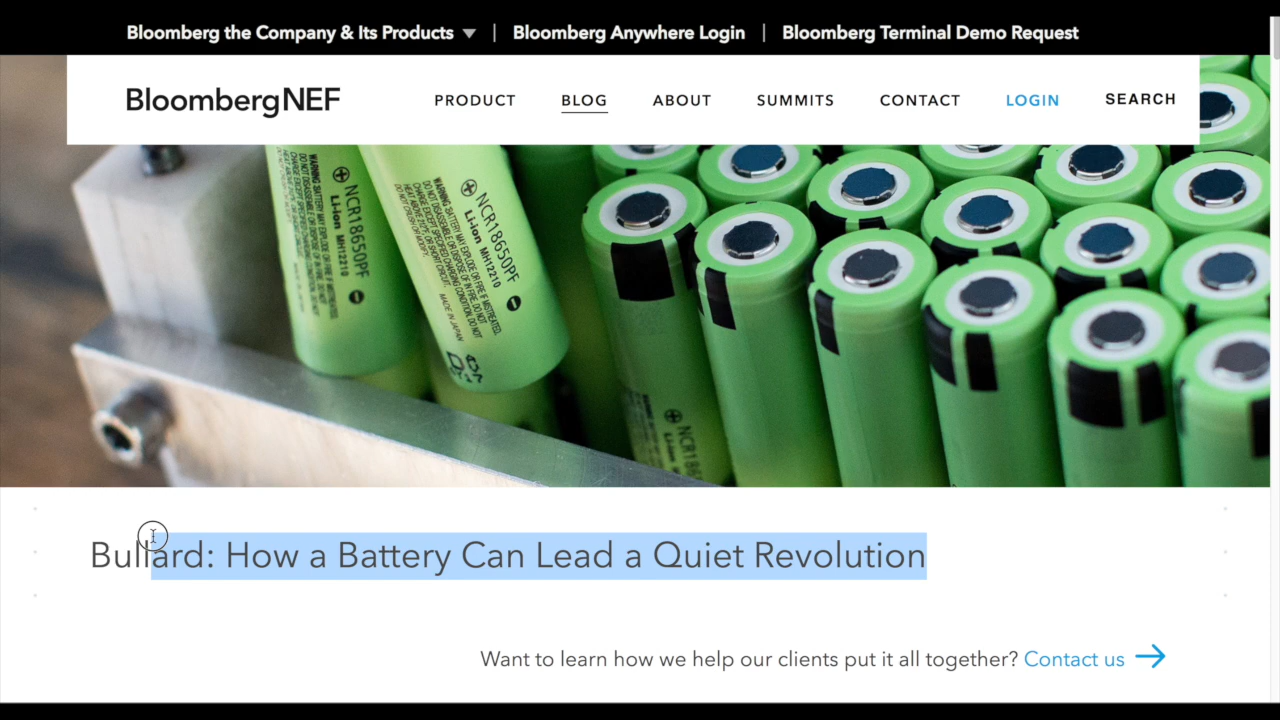 Bloomberg the Company & Its Products | Bloomberg Anywhere Login | Bloomberg Terminal Demo Request
BloombergNEF PRODUCT BLOG ABOUT SUMMITS CONTACT LOGIN SEARCH
NCR18650PF
Li-ion MH12210
NCR18650PF
Li-ion MH12210
MADE IN JAPAN
Bullard: How a Battery Can Lead a Quiet Revolution
Want to learn how we help our clients put it all together? Contact us